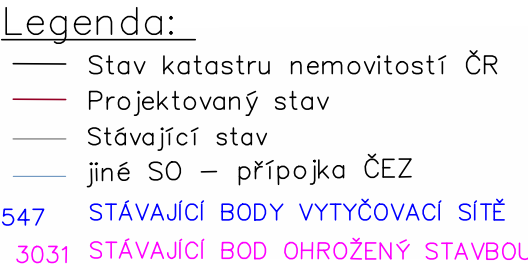 Legenda:
Stav katastru nemovitostí ČR
Projektovaný stav
Stávající stav
jiné SO – přípojka ČEZ
547 STÁVAJÍCÍ BODY VYTYČOVACÍ SÍTĚ
3031 STÁVAJÍCÍ BOD OHROŽENÝ STAVBOU